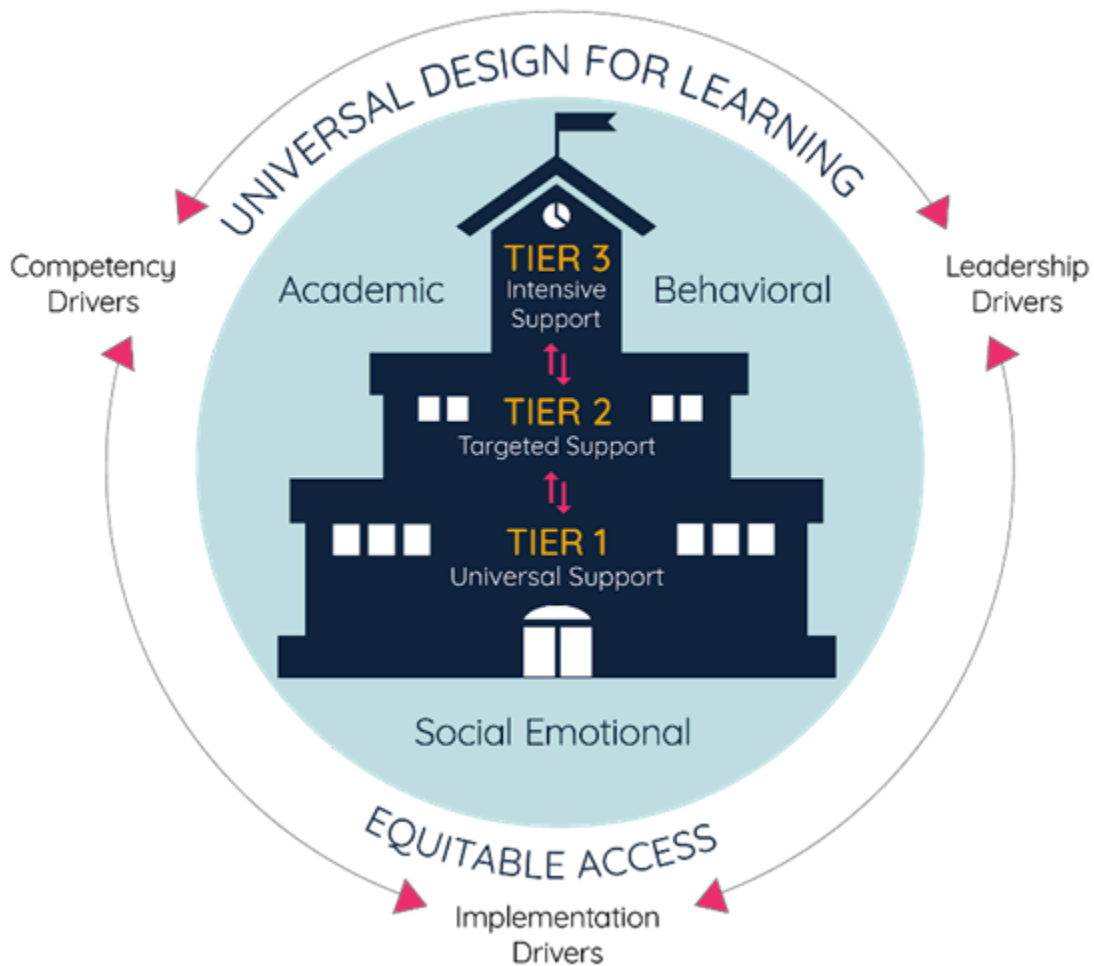 UNIVERSAL DESIGN FOR LEARNING
Competency
Drivers
Leadership
Drivers
Academic
Behavioral
TIER 3
Intensive
Support
TIER 2
Targeted Support
TIER 1
Universal Support
Social Emotional
EQUITABLE ACCESS
Implementation
Drivers